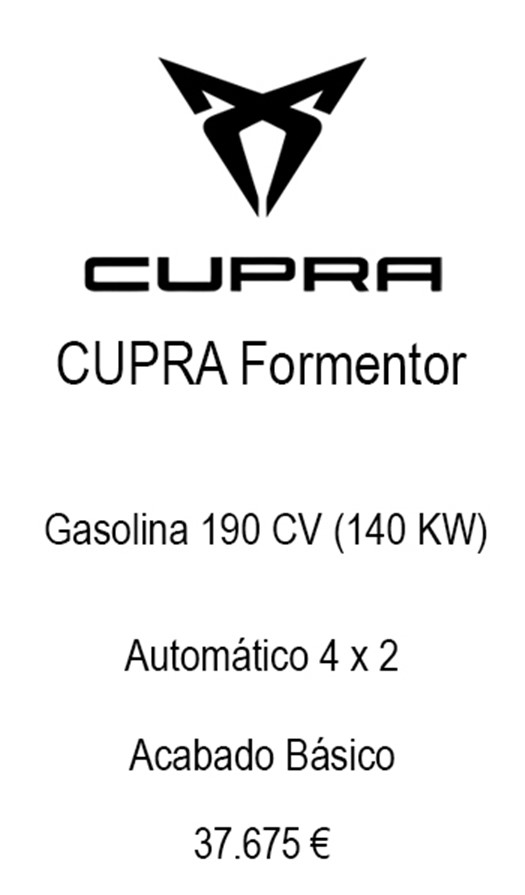 CUPRA
CUPRA Formentor
Gasolina 190 CV (140 KW)
Automático 4 x 2
Acabado Básico
37.675 €